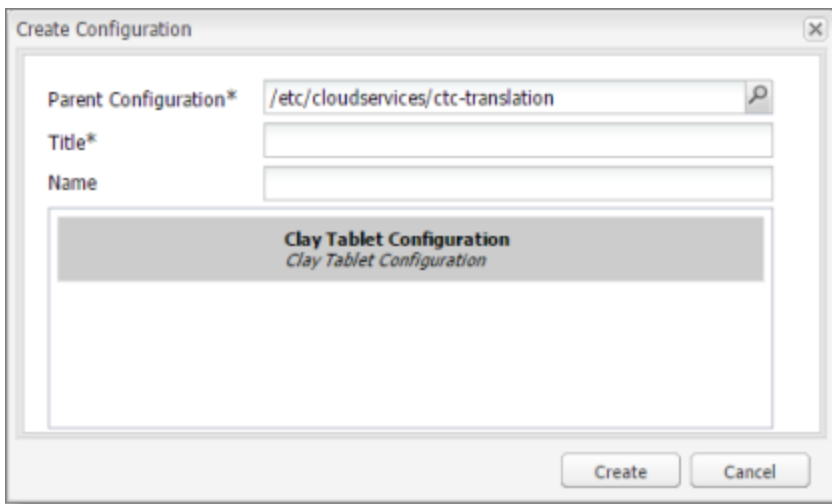 Create Configuration
Parent Configuration* /etc/cloudservices/ctc-translation
Title*
Name
Clay Tablet Configuration
Clay Tablet Configuration
Create Cancel